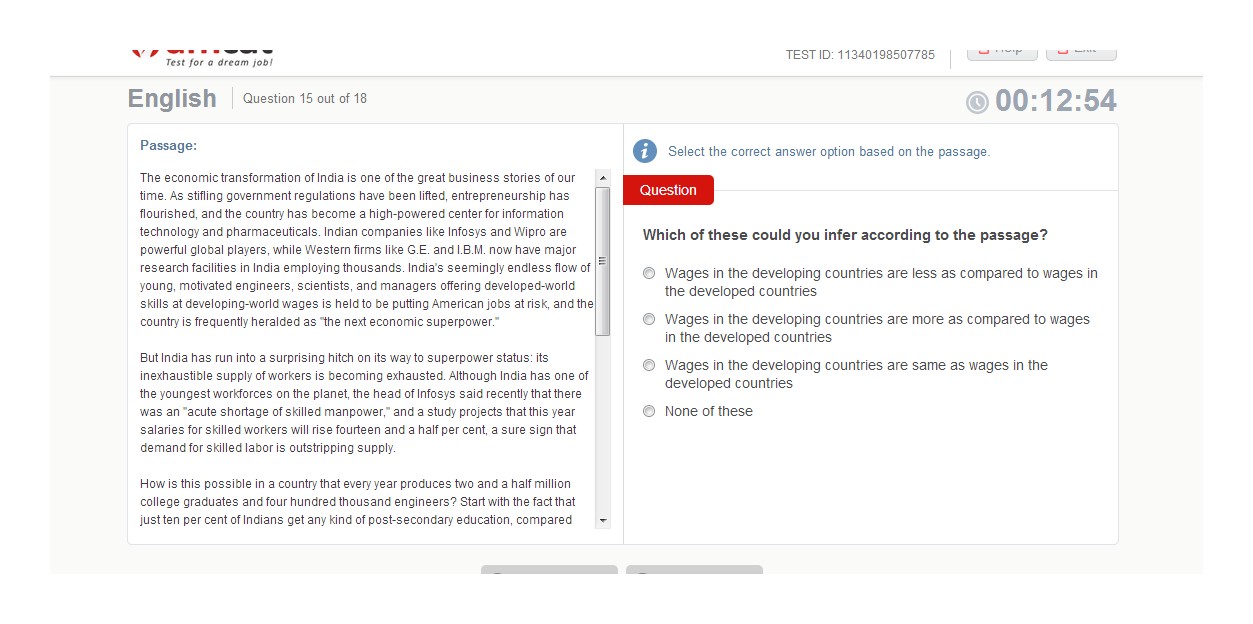 Test for a dream job!
TEST ID: 11340198507785
English
Question 15 out of 18
00:12:54
Passage:
The economic transformation of India is one of the great business stories of our
time. As stifling government regulations have been lifted, entrepreneurship has
flourished, and the country has become a high-powered center for information
technology and pharmaceuticals. Indian companies like Infosys and Wipro are
powerful global players, while Western firms like G.E. and I.B.M. now have major
research facilities in India employing thousands. India's seemingly endless flow of
young, motivated engineers, scientists, and managers offering developed-world
skills at developing-world wages is held to be putting American jobs at risk, and the
country is frequently heralded as "the next economic superpower."
But India has run into a surprising hitch on its way to superpower status: its
inexhaustible supply of workers is becoming exhausted. Although India has one of
the youngest workforces on the planet, the head of Infosys said recently that there
was an "acute shortage of skilled manpower," and a study projects that this year
salaries for skilled workers will rise fourteen and a half per cent, a sure sign that
demand for skilled labor is outstripping supply.
How is this possible in a country that every year produces two and a half million
college graduates and four hundred thousand engineers? Start with the fact that
just ten per cent of Indians get any kind of post-secondary education, compared
Select the correct answer option based on the passage.
Question
Which of these could you infer according to the passage?
Wages in the developing countries are less as compared to wages in
the developed countries
Wages in the developing countries are more as compared to wages
in the developed countries
Wages in the developing countries are same as wages in the
developed countries
None of these